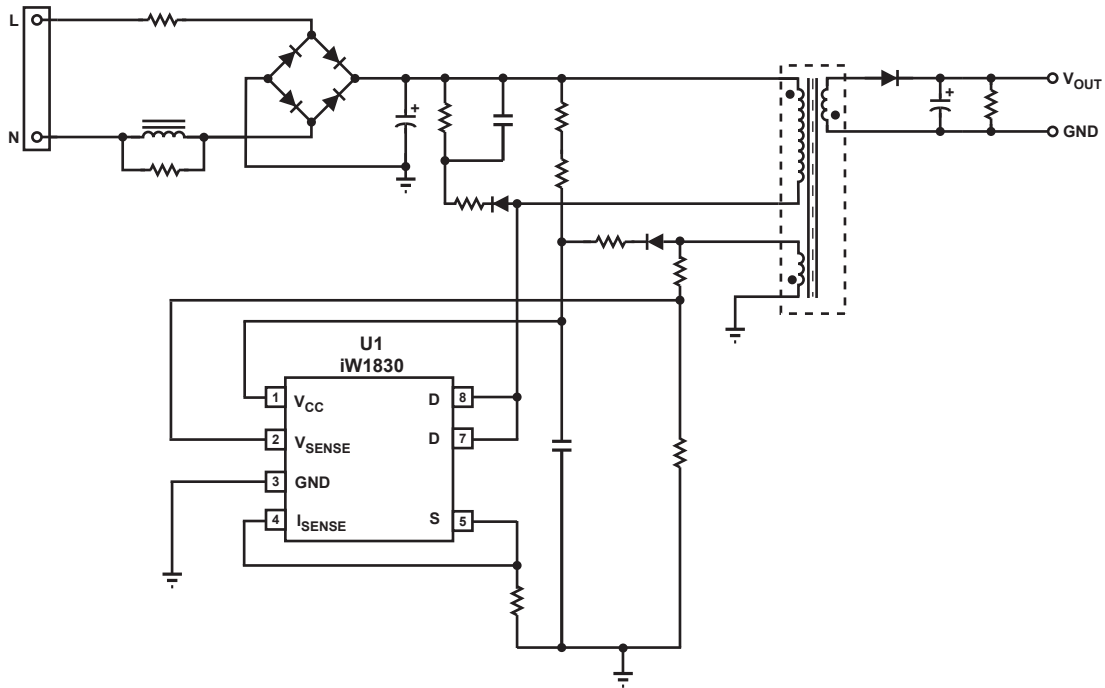 L
N
V_OUT
GND
U1
iW1830
1 V_CC D 8
2 V_SENSE D 7
3 GND
4 I_SENSE S 5
+
+